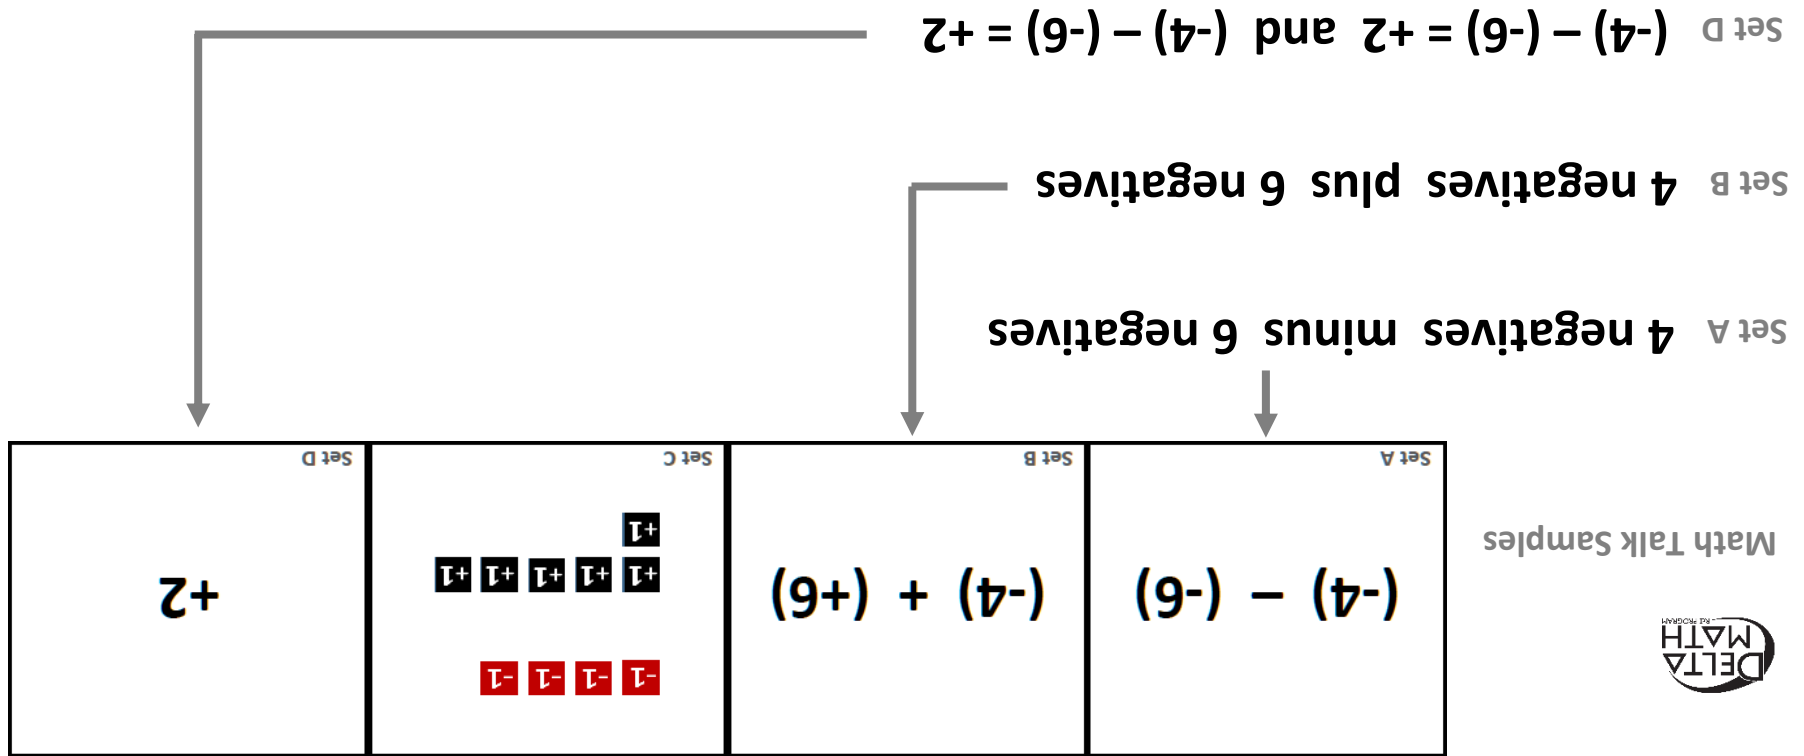 DELTA
MATH
- RtI PROGRAM
Math Talk Samples
(-4) – (-6)
Set A
(-4) + (+6)
Set B
-1 -1 -1 -1
+1 +1 +1 +1 +1
+1
Set C
+2
Set D
Set A 4 negatives minus 6 negatives
Set B 4 negatives plus 6 negatives
Set D (-4) – (-6) = +2 and (-4) – (-6) = +2